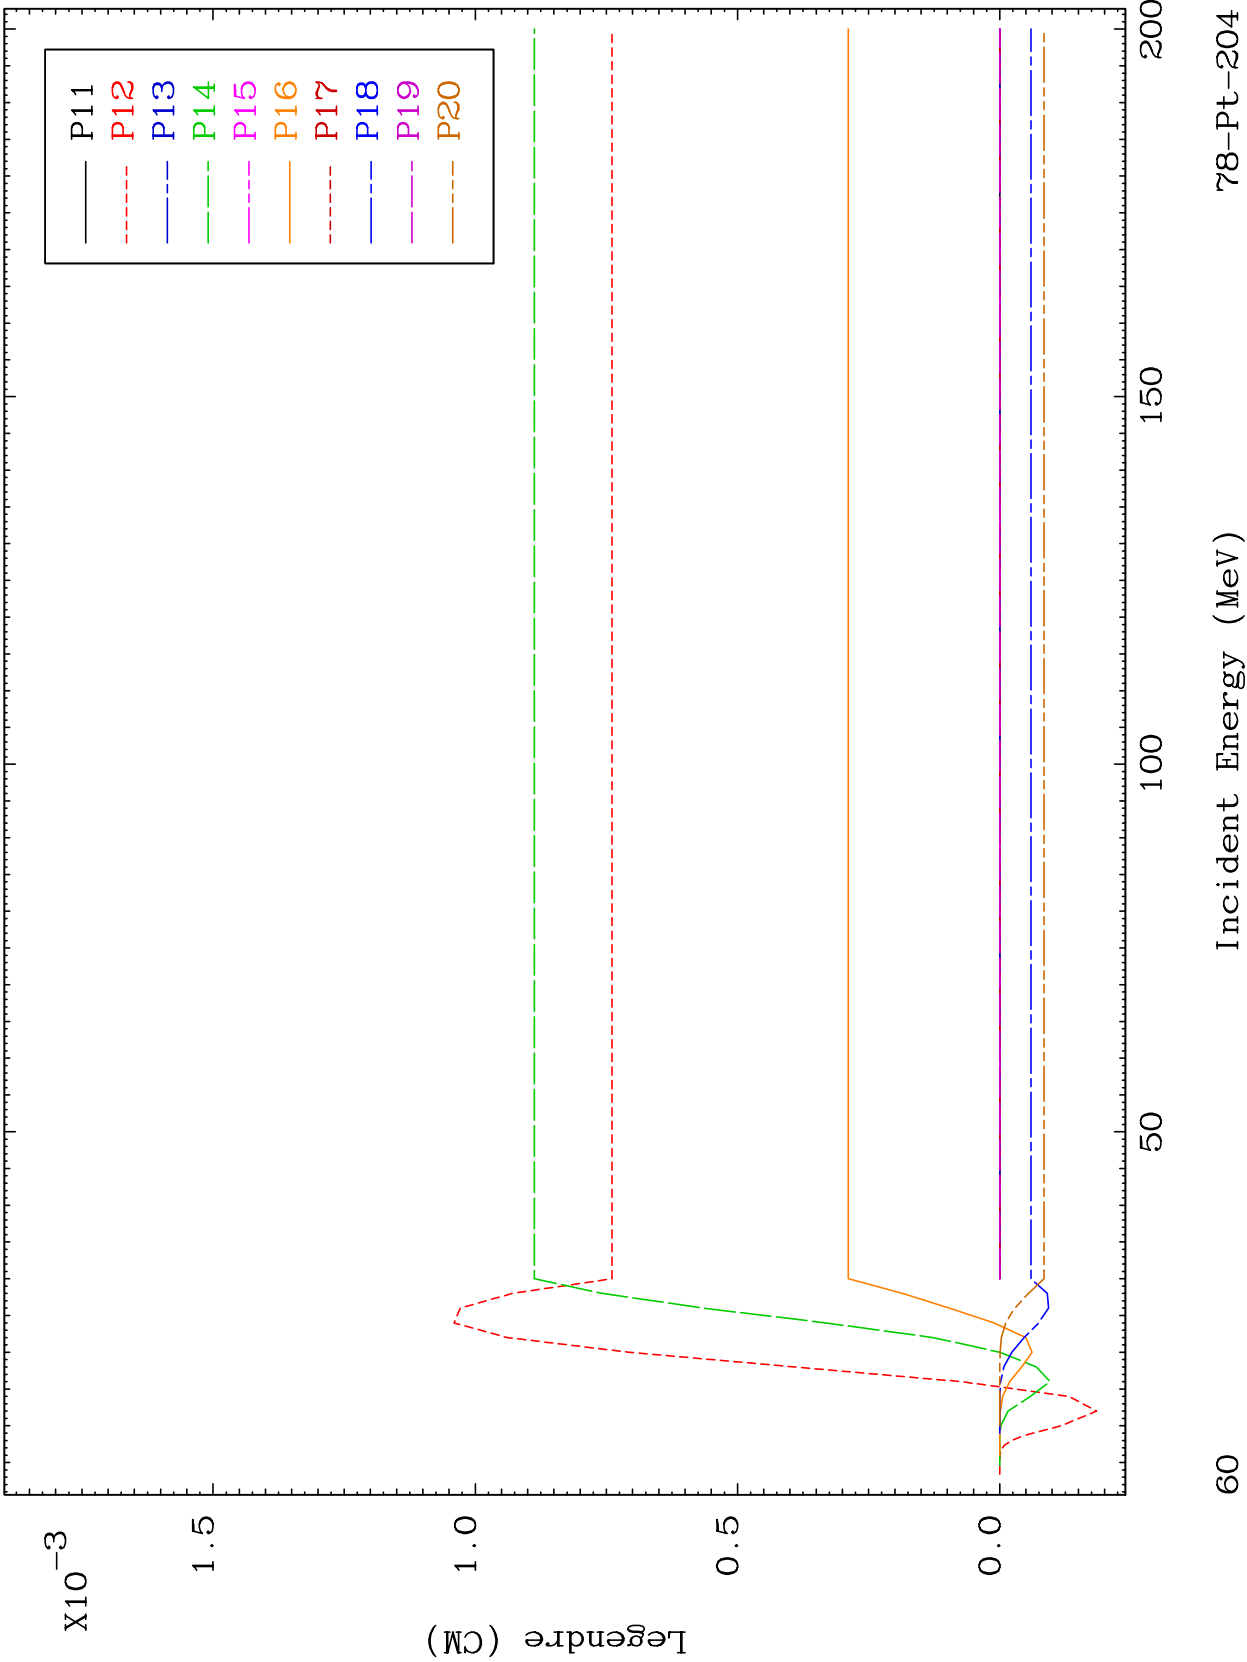 X10-3
Legendre (CM)
1.5
1.0
0.5
0.0
P11
P12
P13
P14
P15
P16
P17
P18
P19
P20
50
100
150
200
Incident Energy (MeV)
60
78-Pt-204